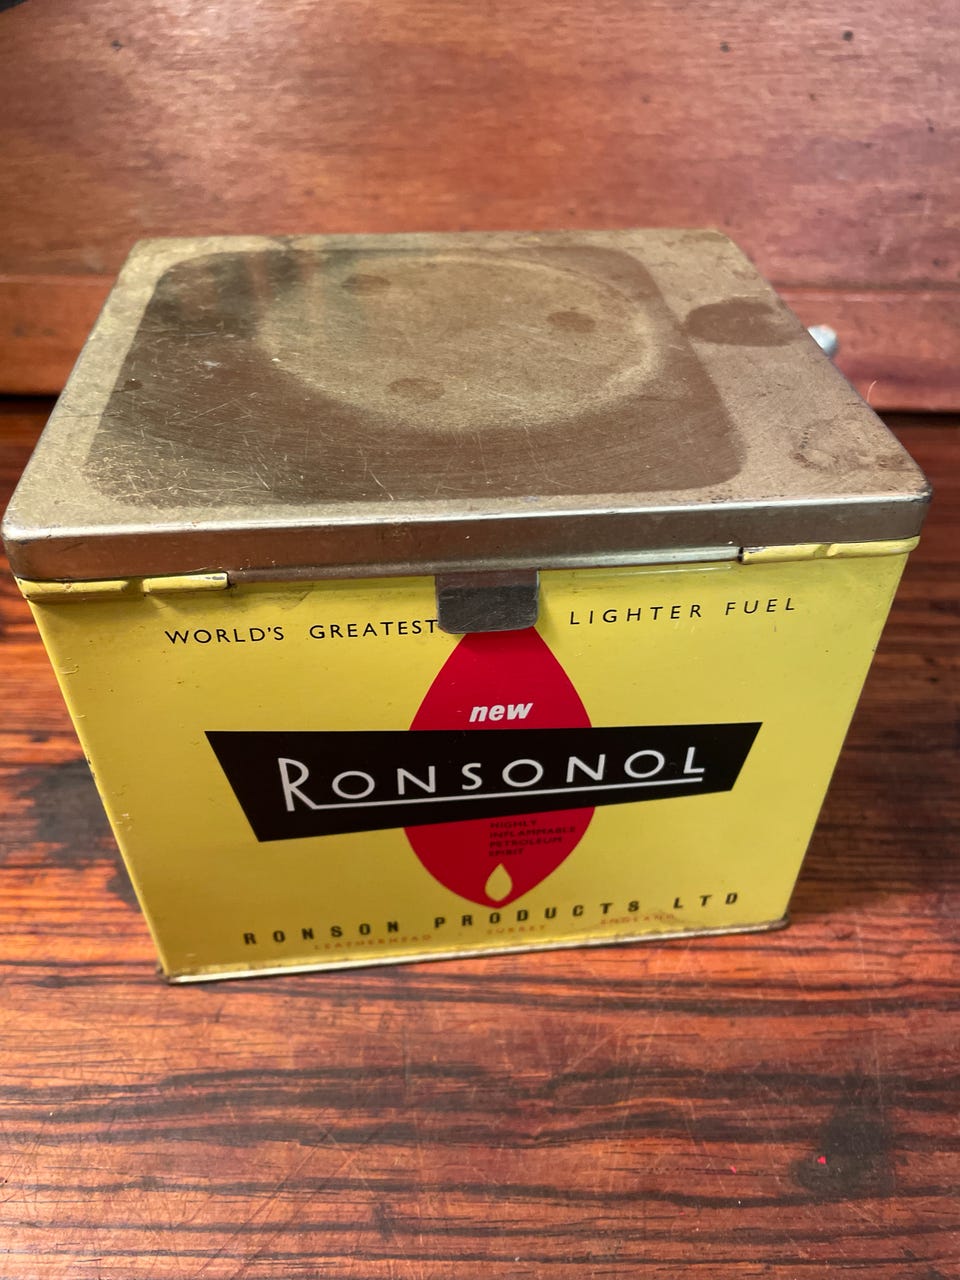 WORLD'S GREATEST LIGHTER FUEL
new
RONSONOL
HIGHLY
INFLAMMABLE
PETROLEUM
SPIRIT
RONSON PRODUCTS LTD
LEATHERHEAD · SURREY · ENGLAND